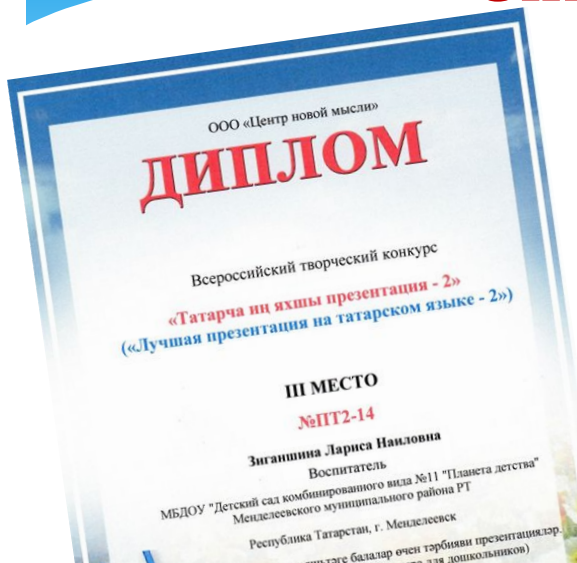 ООО «Центр новой мысли»
ДИПЛОМ
Всероссийский творческий конкурс
«Татарча иң яхшы презентация - 2»
(«Лучшая презентация на татарском языке - 2»)
III МЕСТО
№ПТ2-14
Зиганшина Лариса Наиловна
Воспитатель
МБДОУ "Детский сад комбинированного вида №11 "Планета детства"
Менделеевского муниципального района РТ
Республика Татарстан, г. Менделеевск
балалар өчен тәрбияви презентацияләр.
для дошкольников)